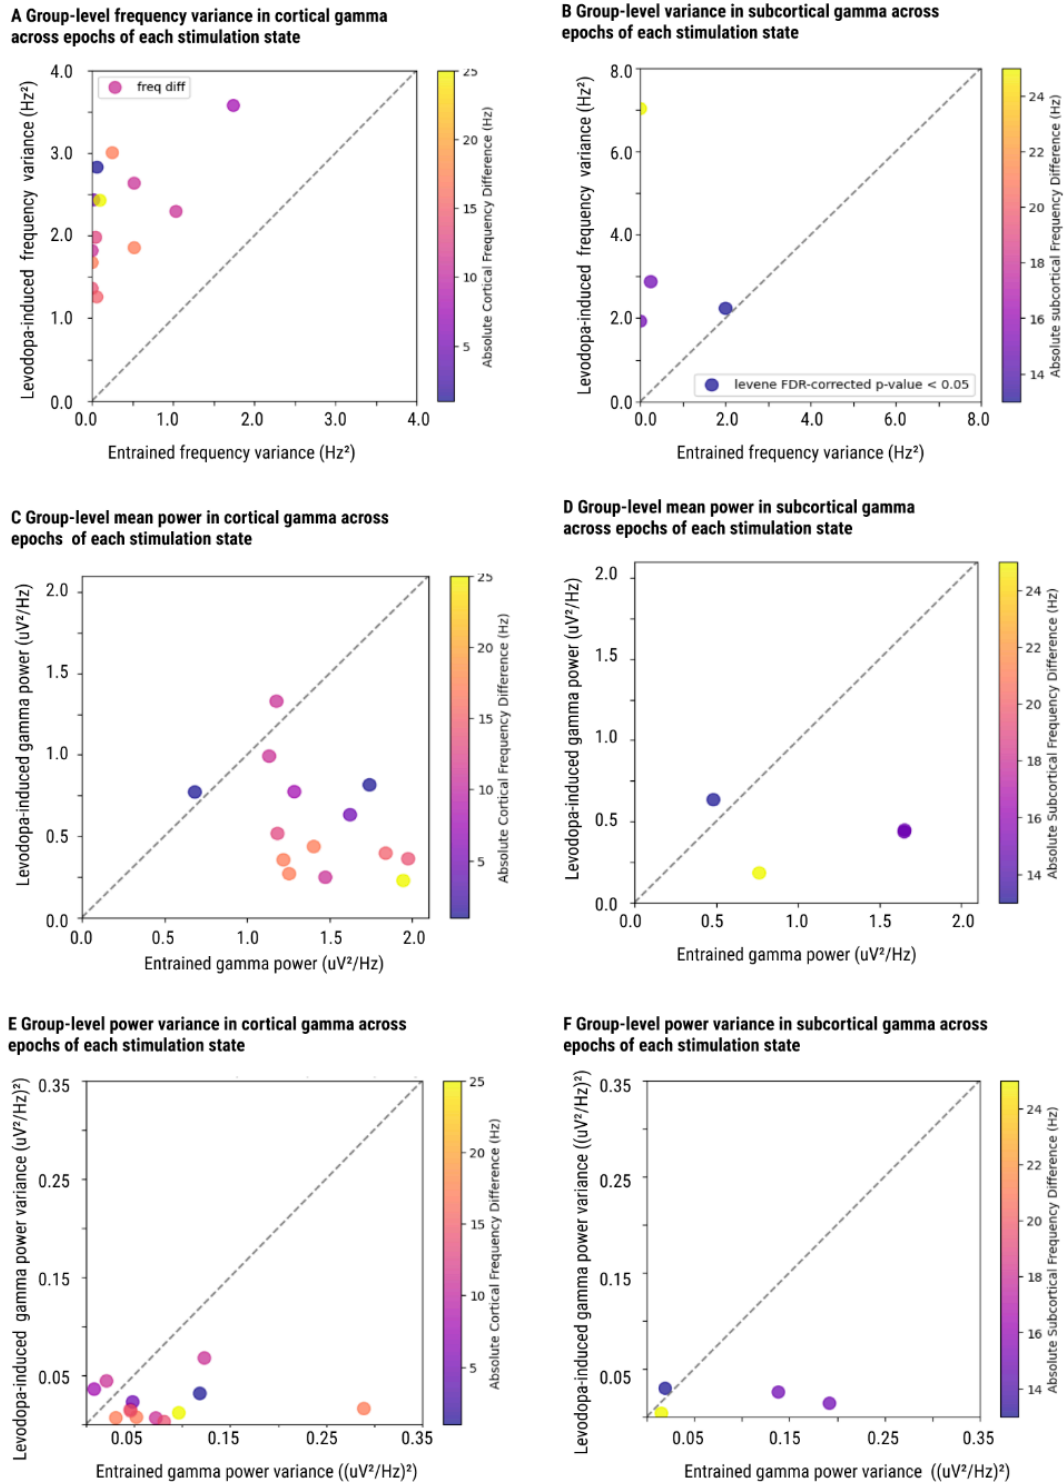 A Group-level frequency variance in cortical gamma
across epochs of each stimulation state
4.0
3.0
2.0
1.0
0.0
0.0
1.0
2.0
3.0
4.0
freq diff
Levodopa-induced frequency variance (Hz²)
Entrained frequency variance (Hz²)
25
20
15
10
5
Absolute Cortical Frequency Difference (Hz)
B Group-level variance in subcortical gamma across
epochs of each stimulation state
8.0
6.0
4.0
2.0
0.0
0.0
2.0
4.0
6.0
8.0
levene FDR-corrected p-value < 0.05
Levodopa-induced frequency variance (Hz²)
Entrained frequency variance (Hz²)
24
22
20
18
16
14
Absolute subcortical Frequency Difference (Hz)
C Group-level mean power in cortical gamma across
epochs of each stimulation state
2.0
1.5
1.0
0.5
0.0
0.0
0.5
1.0
1.5
2.0
Levodopa-induced gamma power (uV²/Hz)
Entrained gamma power (uV²/Hz)
25
20
15
10
5
Absolute Cortical Frequency Difference (Hz)
D Group-level mean power in subcortical gamma
across epochs of each stimulation state
2.0
1.5
1.0
0.5
0.0
0.0
0.5
1.0
1.5
2.0
Levodopa-induced gamma power (uV²/Hz)
Entrained gamma power (uV²/Hz)
24
22
20
18
16
14
Absolute Subcortical Frequency Difference (Hz)
E Group-level power variance in cortical gamma across
epochs of each stimulation state
0.35
0.25
0.15
0.05
0.05
0.15
0.25
0.35
Levodopa-induced gamma power variance (uV²/Hz)²)
Entrained gamma power variance ((uV²/Hz)²)
25
20
15
10
5
Absolute Cortical Frequency Difference (Hz)
F Group-level power variance in subcortical gamma across
epochs of each stimulation state
0.35
0.25
0.15
0.05
0.05
0.15
0.25
0.35
Levodopa-induced gamma power variance ((uV²/Hz)²)
Entrained gamma power variance ((uV²/Hz)²)
24
22
20
18
16
14
Absolute Subcortical Frequency Difference (Hz)